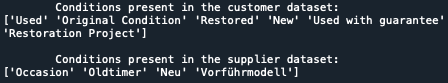 Conditions present in the customer dataset:
['Used' 'Original Condition' 'Restored' 'New' 'Used with guarantee'
'Restoration Project']
Conditions present in the supplier dataset:
['Occasion' 'Oldtimer' 'Neu' 'Vorführmodell']